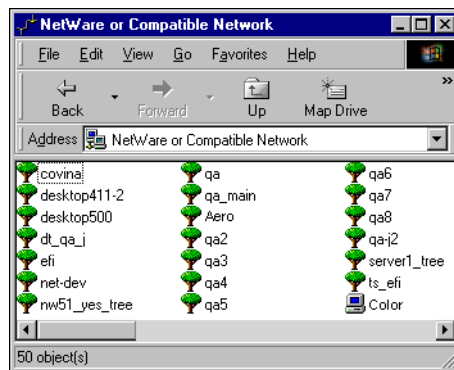 NetWare or Compatible Network
File Edit View Go Favorites Help
Back Forward Up Map Drive »
Address NetWare or Compatible Network
covina qa qa6
desktop411-2 qa_main qa7
desktop500 Aero qa8
dt_qa_j qa2 qa-j2
efi qa3 server1_tree
net-dev qa4 ts_efi
nw51_yes_tree qa5 Color
50 object(s)